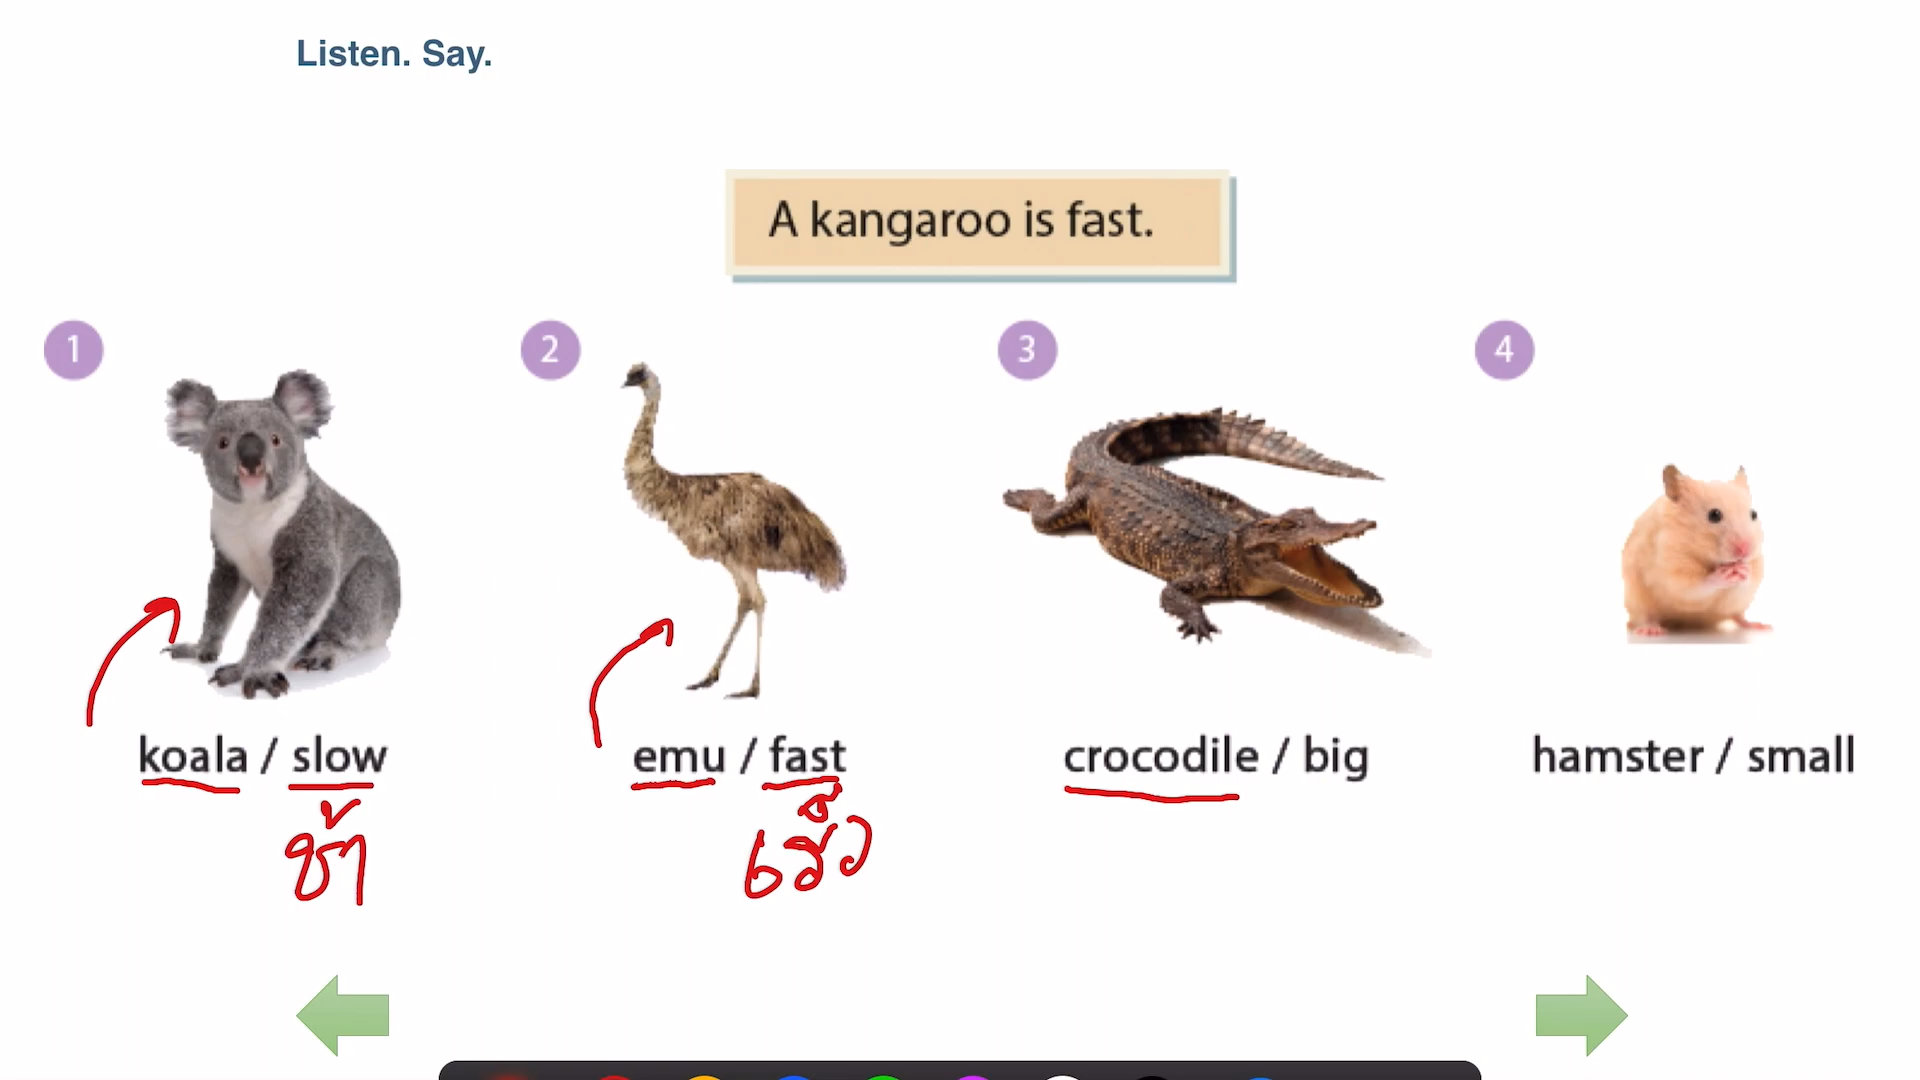 Listen. Say.
A kangaroo is fast.
1
2
3
4
koala / slow
emu / fast
crocodile / big
hamster / small
ช้า
เร็ว